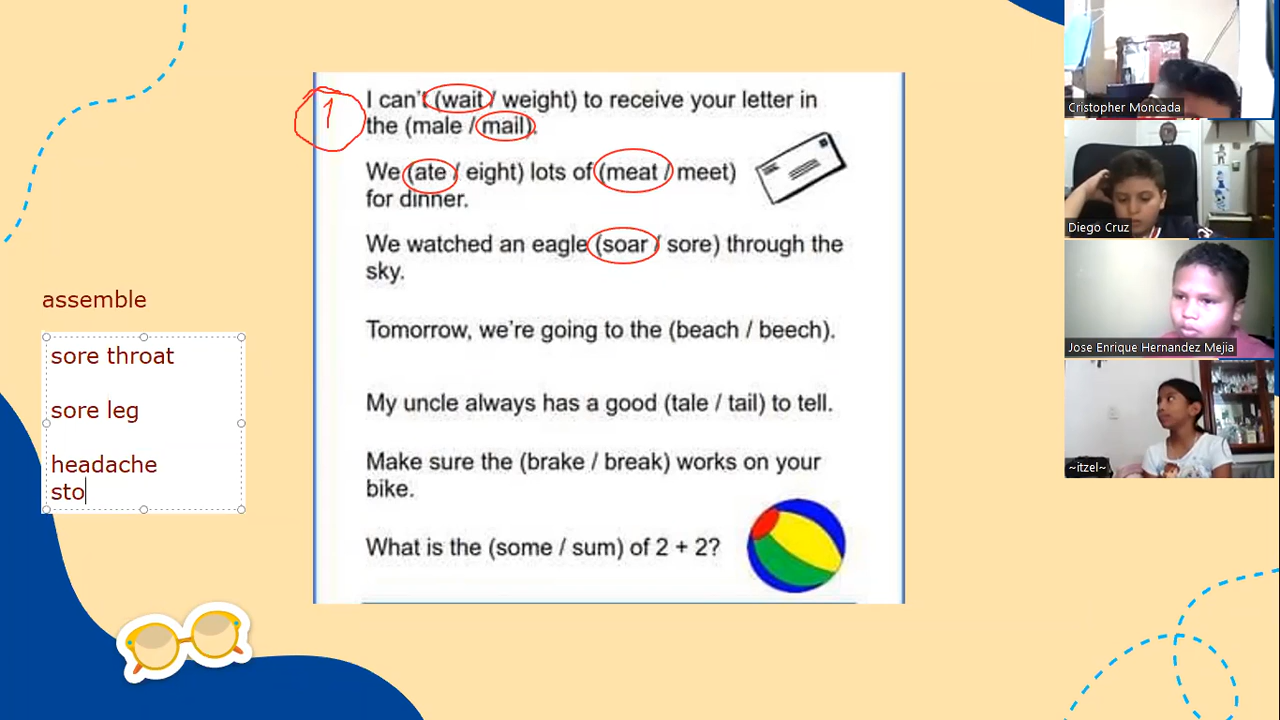 1
I can't (wait / weight) to receive your letter in
the (male / mail).
We (ate / eight) lots of (meat / meet)
for dinner.
We watched an eagle (soar / sore) through the
sky.
Tomorrow, we're going to the (beach / beech).
My uncle always has a good (tale / tail) to tell.
Make sure the (brake / break) works on your
bike.
What is the (some / sum) of 2 + 2?
assemble
sore throat
sore leg
headache
sto
Cristopher Moncada
Diego Cruz
Jose Enrique Hernandez Mejia
~itzel~